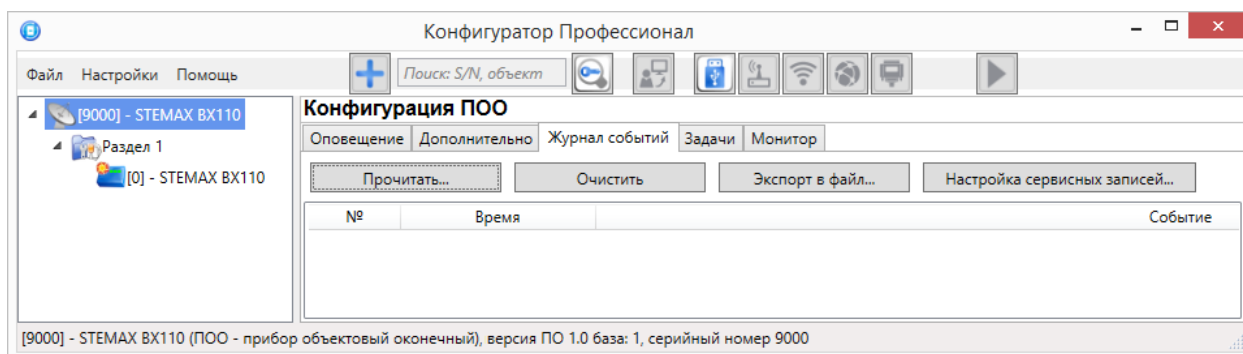 Конфигуратор Профессионал
Файл Настройки Помощь Поиск: S/N, объект
[9000] - STEMAX BX110
Раздел 1
[0] - STEMAX BX110
Конфигурация ПОО
Оповещение Дополнительно Журнал событий Задачи Монитор
Прочитать... Очистить Экспорт в файл... Настройка сервисных записей...
№ Время Событие
[9000] - STEMAX BX110 (ПОО - прибор объектовый оконечный), версия ПО 1.0 база: 1, серийный номер 9000